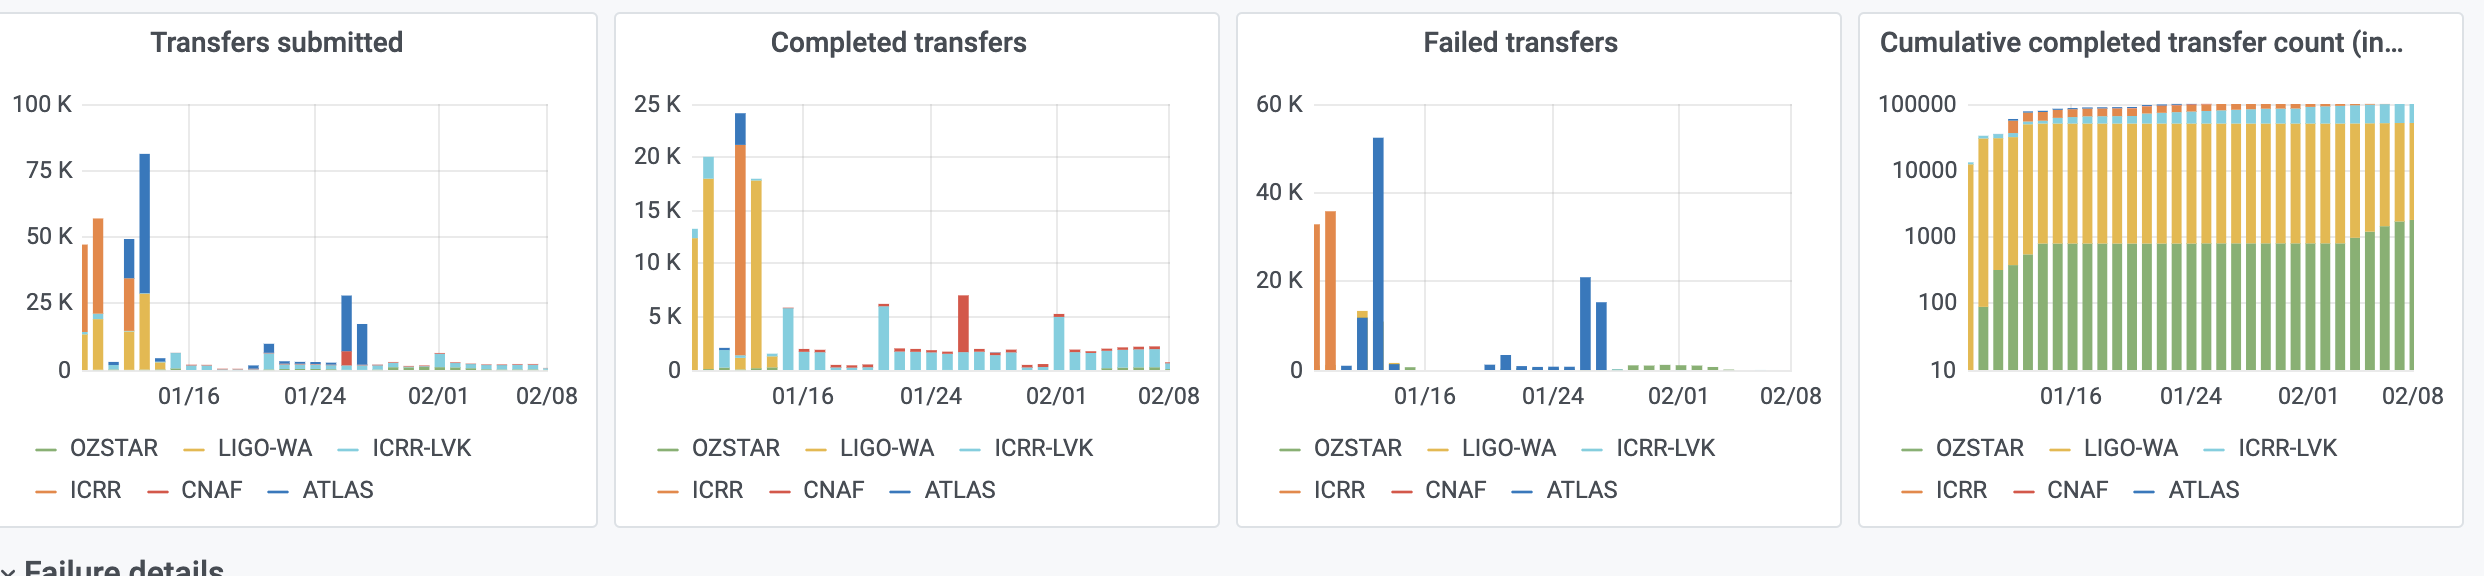 Transfers submitted
100 K
75 K
50 K
25 K
0
01/16 01/24 02/01 02/08
OZSTAR LIGO-WA ICRR-LVK
ICRR CNAF ATLAS
Completed transfers
25 K
20 K
15 K
10 K
5 K
0
01/16 01/24 02/01 02/08
OZSTAR LIGO-WA ICRR-LVK
ICRR CNAF ATLAS
Failed transfers
60 K
40 K
20 K
0
01/16 01/24 02/01 02/08
OZSTAR LIGO-WA ICRR-LVK
ICRR CNAF ATLAS
Cumulative completed transfer count (in...
100000
10000
1000
100
10
01/16 01/24 02/01 02/08
OZSTAR LIGO-WA ICRR-LVK
ICRR CNAF ATLAS
Failure details